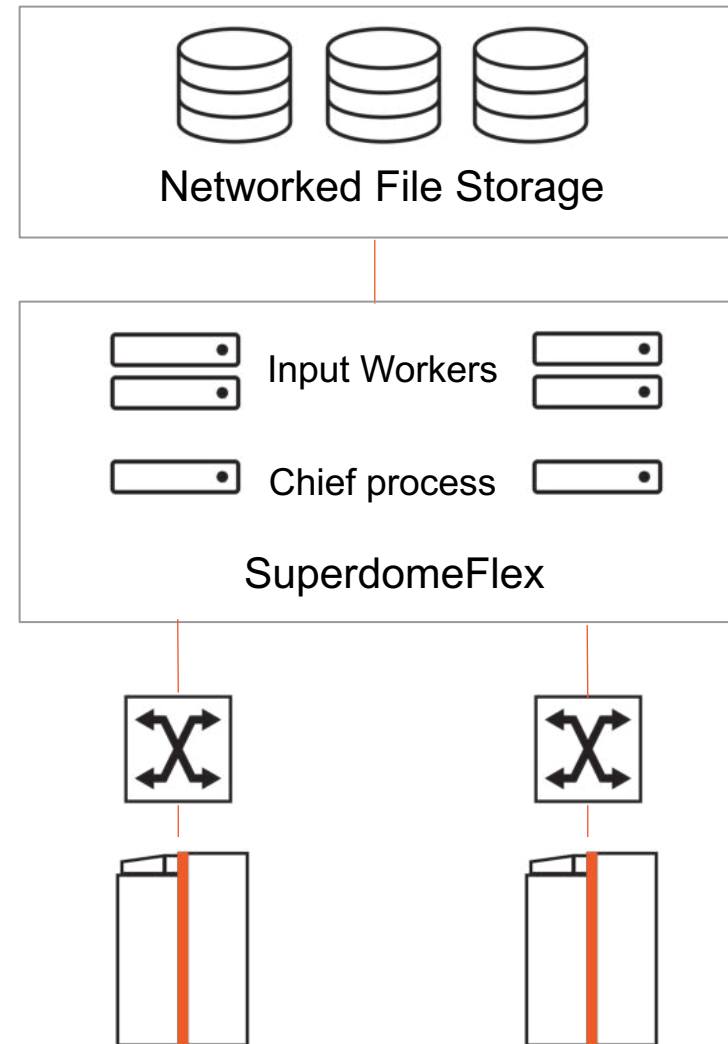 Networked File Storage
Input Workers
Chief process
SuperdomeFlex